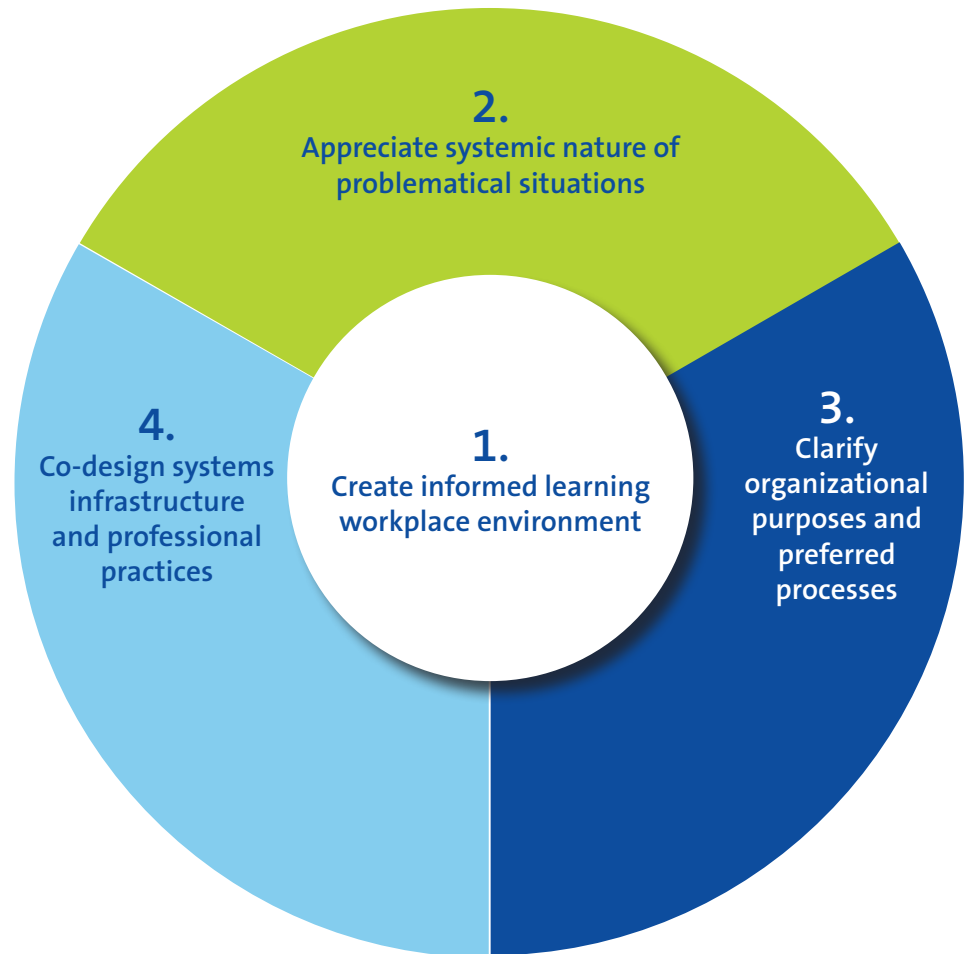 2.
Appreciate systemic nature of
problematical situations
3.
Clarify
organizational
purposes and
preferred
processes
4.
Co-design systems
infrastructure
and professional
practices
1.
Create informed learning
workplace environment